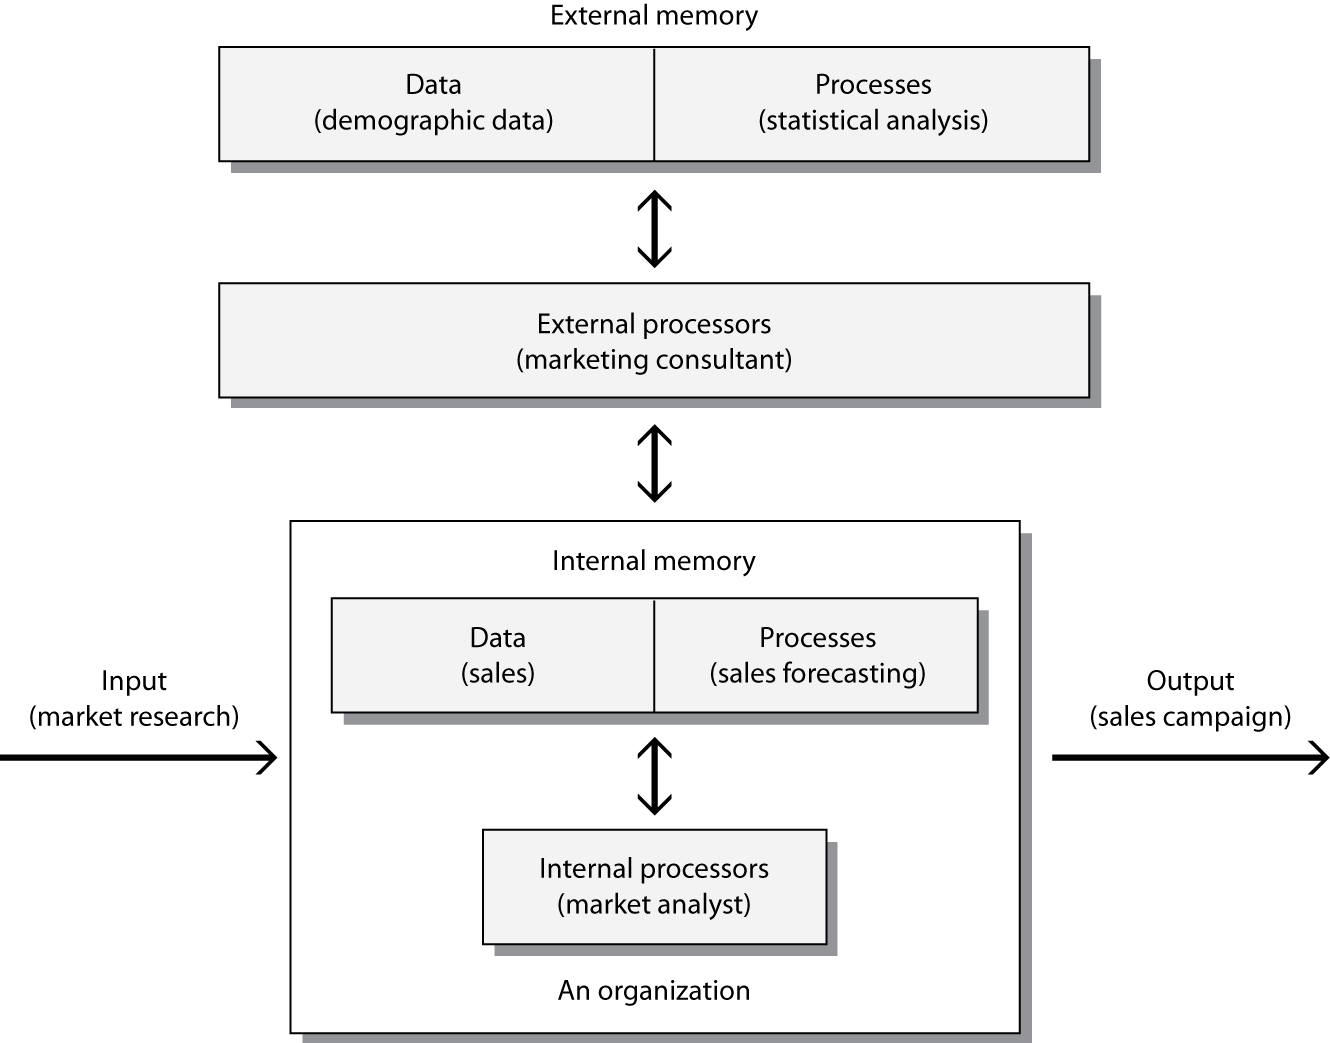 External memory
Data
(demographic data)
Processes
(statistical analysis)
External processors
(marketing consultant)
Internal memory
Data
(sales)
Processes
(sales forecasting)
Input
(market research)
Output
(sales campaign)
Internal processors
(market analyst)
An organization